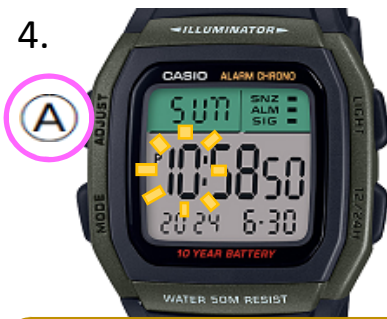 4.
ILLUMINATOR
CASIO ALARM CHRONO
A
ADJUST
SUN
SNZ
ALM
SIG
LIGHT
P 10:58 50
MODE
2024 6-30
12/24H
10 YEAR BATTERY
WATER 50M RESIST